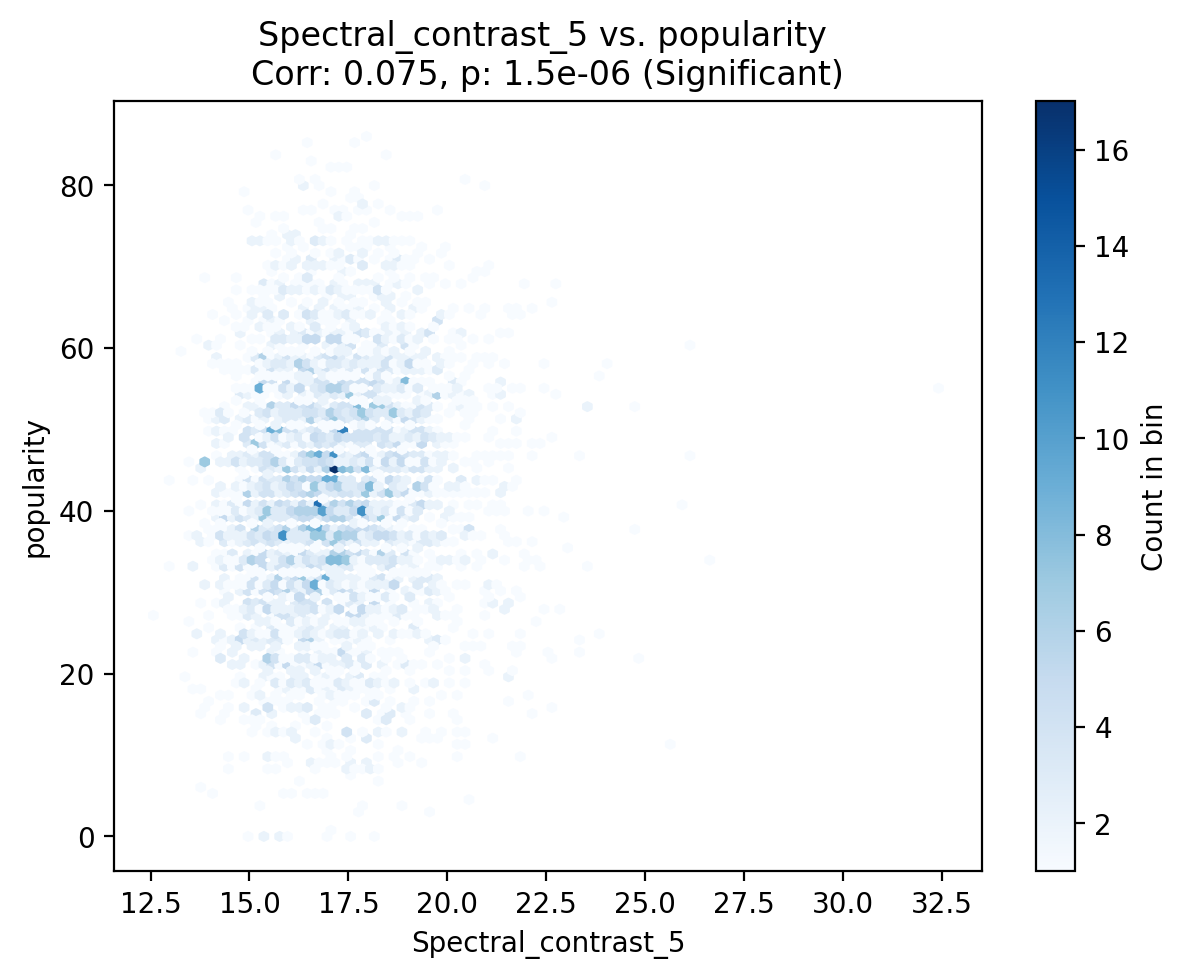 Spectral_contrast_5 vs. popularity
Corr: 0.075, p: 1.5e-06 (Significant)
popularity
80
60
40
20
0
12.5 15.0 17.5 20.0 22.5 25.0 27.5 30.0 32.5
Spectral_contrast_5
16
14
12
10
8
6
4
2
Count in bin